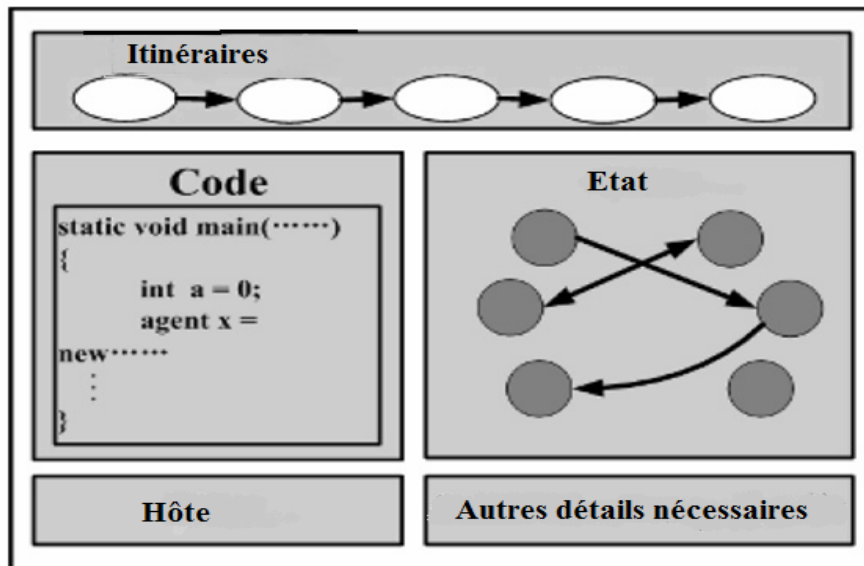 Itinéraires
Code
static void main(⋯⋯)
{
int a = 0;
agent x =
new⋯⋯
⋮
}
Etat
Hôte
Autres détails nécessaires